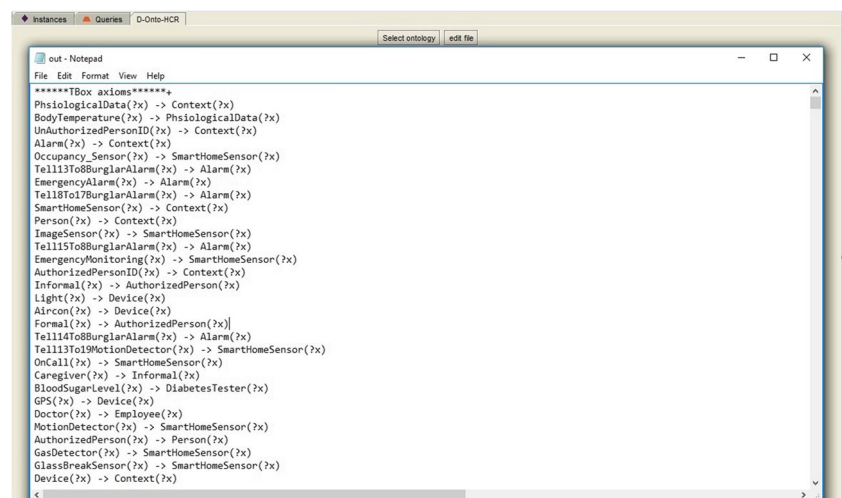 Instances Queries D-Onto-HCR
Select ontology edit file
out - Notepad
File Edit Format View Help
******TBox axioms******+
PhsiologicalData(?x) -> Context(?x)
BodyTemperature(?x) -> PhsiologicalData(?x)
UnAuthorizedPersonID(?x) -> Context(?x)
Alarm(?x) -> Context(?x)
Occupancy_Sensor(?x) -> SmartHomeSensor(?x)
Tell13To8BurglarAlarm(?x) -> Alarm(?x)
EmergencyAlarm(?x) -> Alarm(?x)
Tell8To17BurglarAlarm(?x) -> Alarm(?x)
SmartHomeSensor(?x) -> Context(?x)
Person(?x) -> Context(?x)
ImageSensor(?x) -> SmartHomeSensor(?x)
Tell15To8BurglarAlarm(?x) -> Alarm(?x)
EmergencyMonitoring(?x) -> SmartHomeSensor(?x)
AuthorizedPersonID(?x) -> Context(?x)
Informal(?x) -> AuthorizedPerson(?x)
Light(?x) -> Device(?x)
Aircon(?x) -> Device(?x)
Formal(?x) -> AuthorizedPerson(?x)
Tell14To8BurglarAlarm(?x) -> Alarm(?x)
Tell13To19MotionDetector(?x) -> SmartHomeSensor(?x)
OnCall(?x) -> SmartHomeSensor(?x)
Caregiver(?x) -> Informal(?x)
BloodSugarLevel(?x) -> DiabetesTester(?x)
GPS(?x) -> Device(?x)
Doctor(?x) -> Employee(?x)
MotionDetector(?x) -> SmartHomeSensor(?x)
AuthorizedPerson(?x) -> Person(?x)
GasDetector(?x) -> SmartHomeSensor(?x)
GlassBreakSensor(?x) -> SmartHomeSensor(?x)
Device(?x) -> Context(?x)